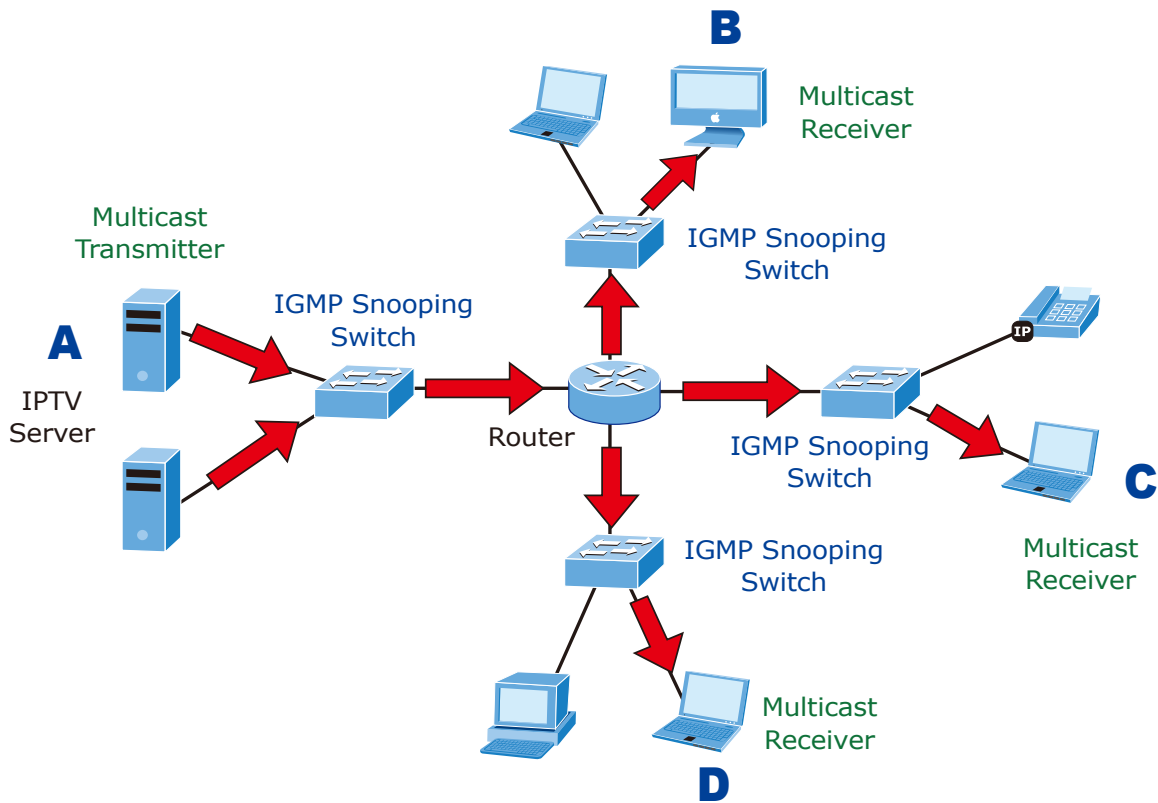 B
Multicast
Receiver
Multicast
Transmitter
IGMP Snooping
Switch
IGMP Snooping
Switch
A
IPTV
Server
IP
Router
IGMP Snooping
Switch
C
Multicast
Receiver
IGMP Snooping
Switch
Multicast
Receiver
D